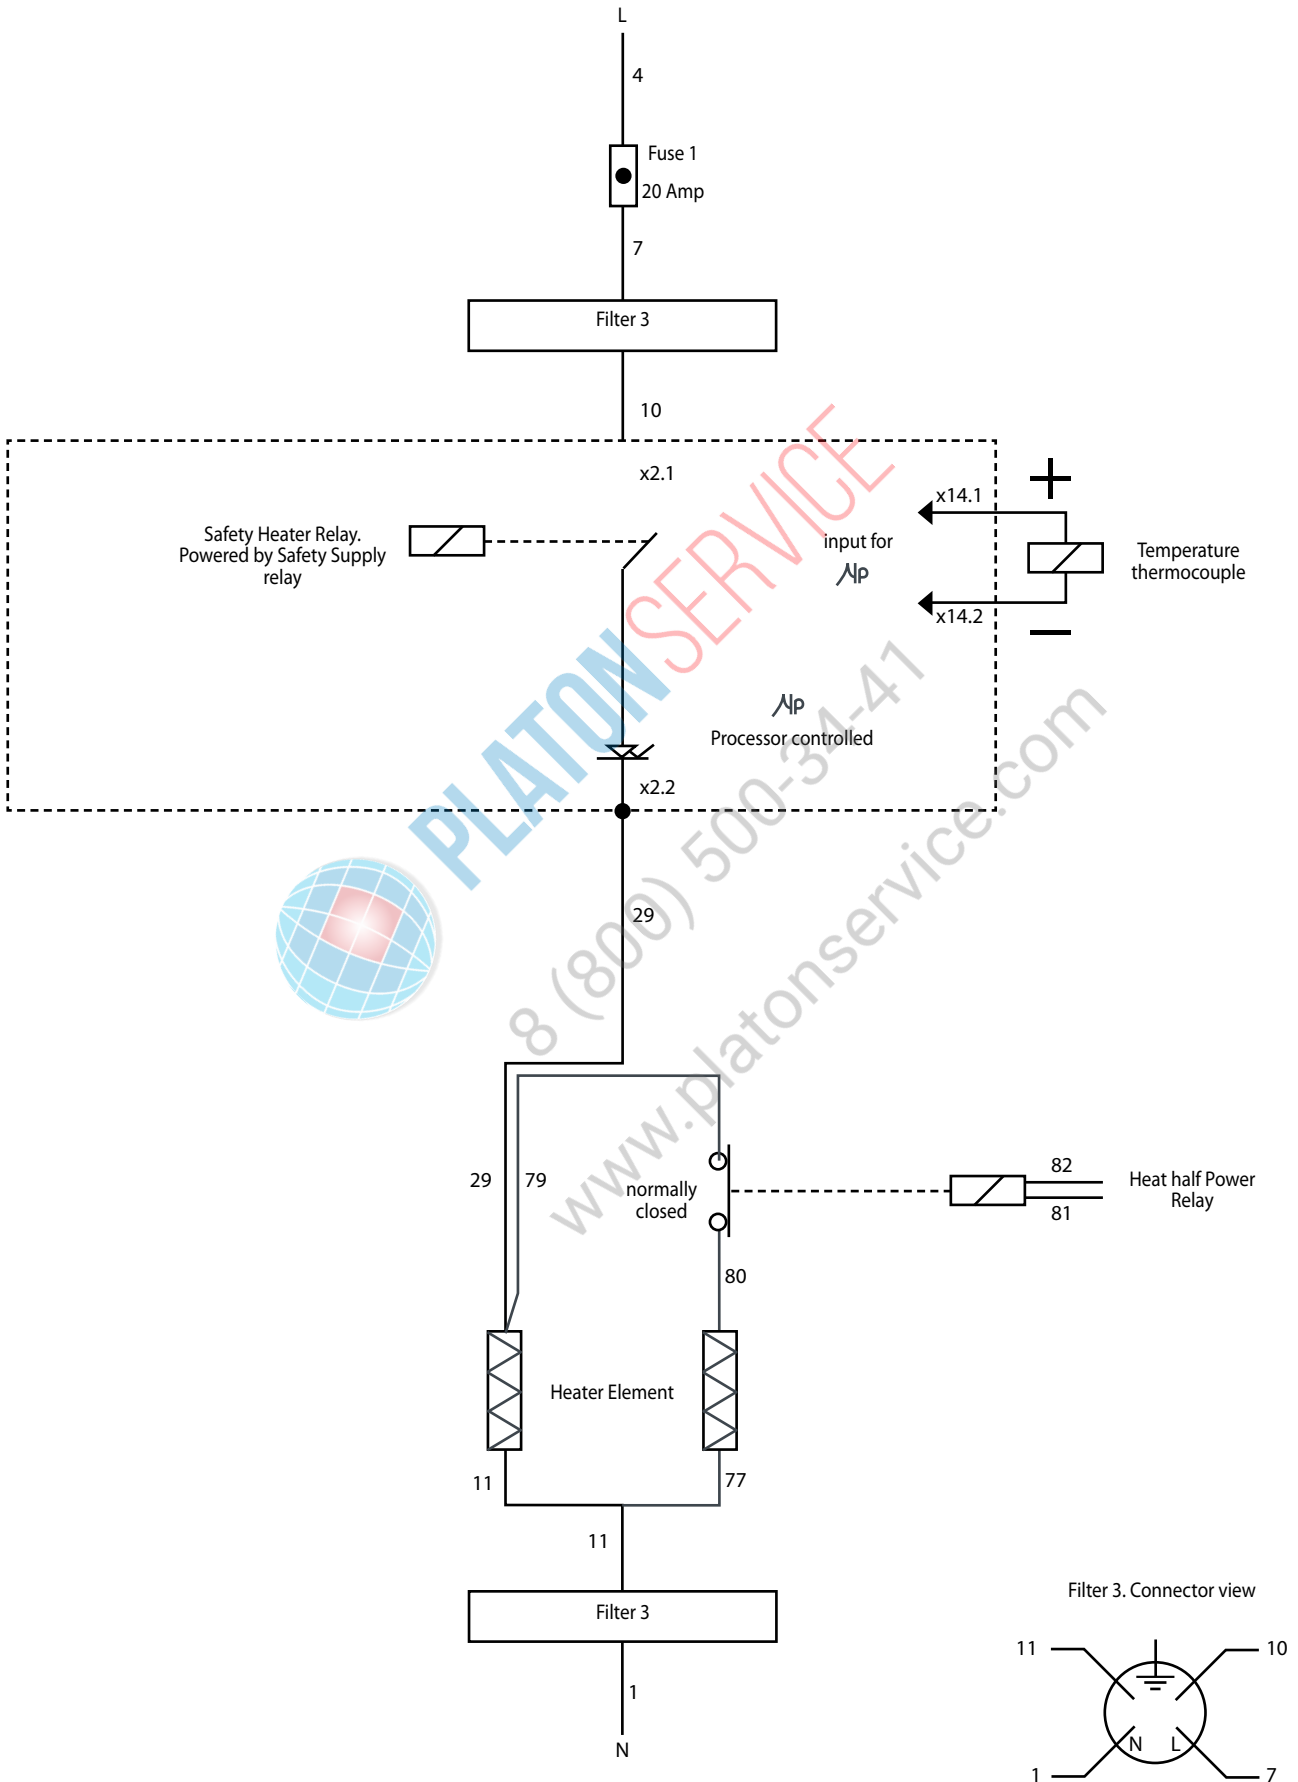 L
4
Fuse 1
20 Amp
7
Filter 3
10
x2.1
x14.1
Safety Heater Relay.
Powered by Safety Supply
relay
input for
μp
Temperature
thermocouple
x14.2
μp
Processor controlled
x2.2
PLATONSERVICE
8 (800) 500-34-41
www.platonservice.com
29
29
79
normally
closed
82
81
Heat half Power
Relay
80
Heater Element
11
77
11
Filter 3
1
N
Filter 3. Connector view
11
10
N
L
1
7